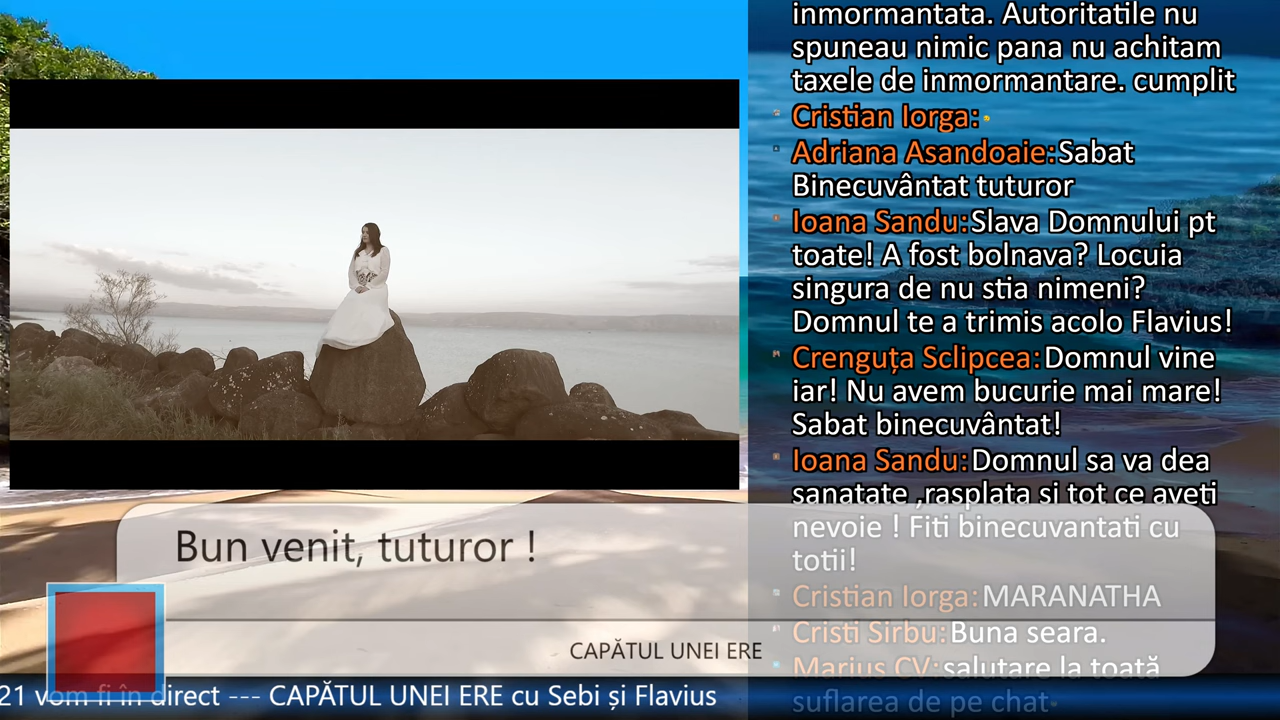 inmormantata. Autoritatile nu
spuneau nimic pana nu achitam
taxele de inmormantare. cumplit
Cristian Iorga:
Adriana Asandoaie:Sabat
Binecuvântat tuturor
Ioana Sandu:Slava Domnului pt
toate! A fost bolnava? Locuia
singura de nu stia nimeni?
Domnul te a trimis acolo Flavius!
Crenguța Sclipcea:Domnul vine
iar! Nu avem bucurie mai mare!
Sabat binecuvântat!
Ioana Sandu:Domnul sa va dea
sanatate ,rasplata si tot ce aveti
nevoie ! Fiti binecuvantati cu
totii!
Cristian Iorga:MARANATHA
Cristi Sirbu:Buna seara.
Marius CV:salutare la toată
suflarea de pe chat
Bun venit, tuturor !
CAPĂTUL UNEI ERE
21 vom fi în direct --- CAPĂTUL UNEI ERE cu Sebi și Flavius